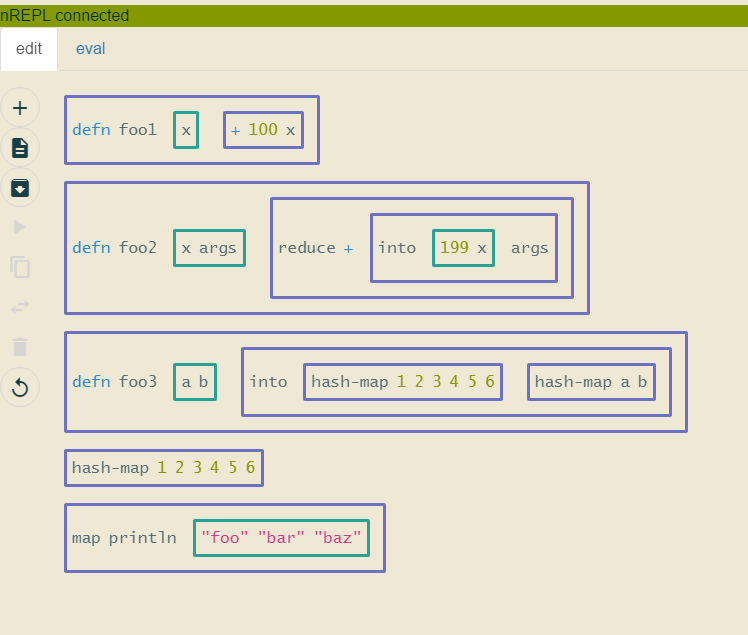 nREPL connected
edit eval
defn foo1 x + 100 x
defn foo2 x args reduce + into 199 x args
defn foo3 a b into hash-map 1 2 3 4 5 6 hash-map a b
hash-map 1 2 3 4 5 6
map println "foo" "bar" "baz"